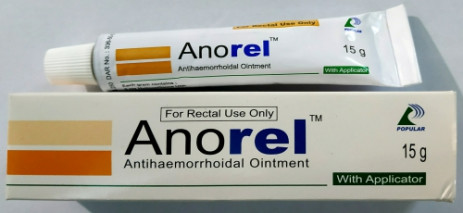 For Rectal Use Only
Anorel™
Antihaemorrhoidal Ointment
15 g
With Applicator
For Rectal Use Only
Anorel™
Antihaemorrhoidal Ointment
POPULAR
15 g
With Applicator